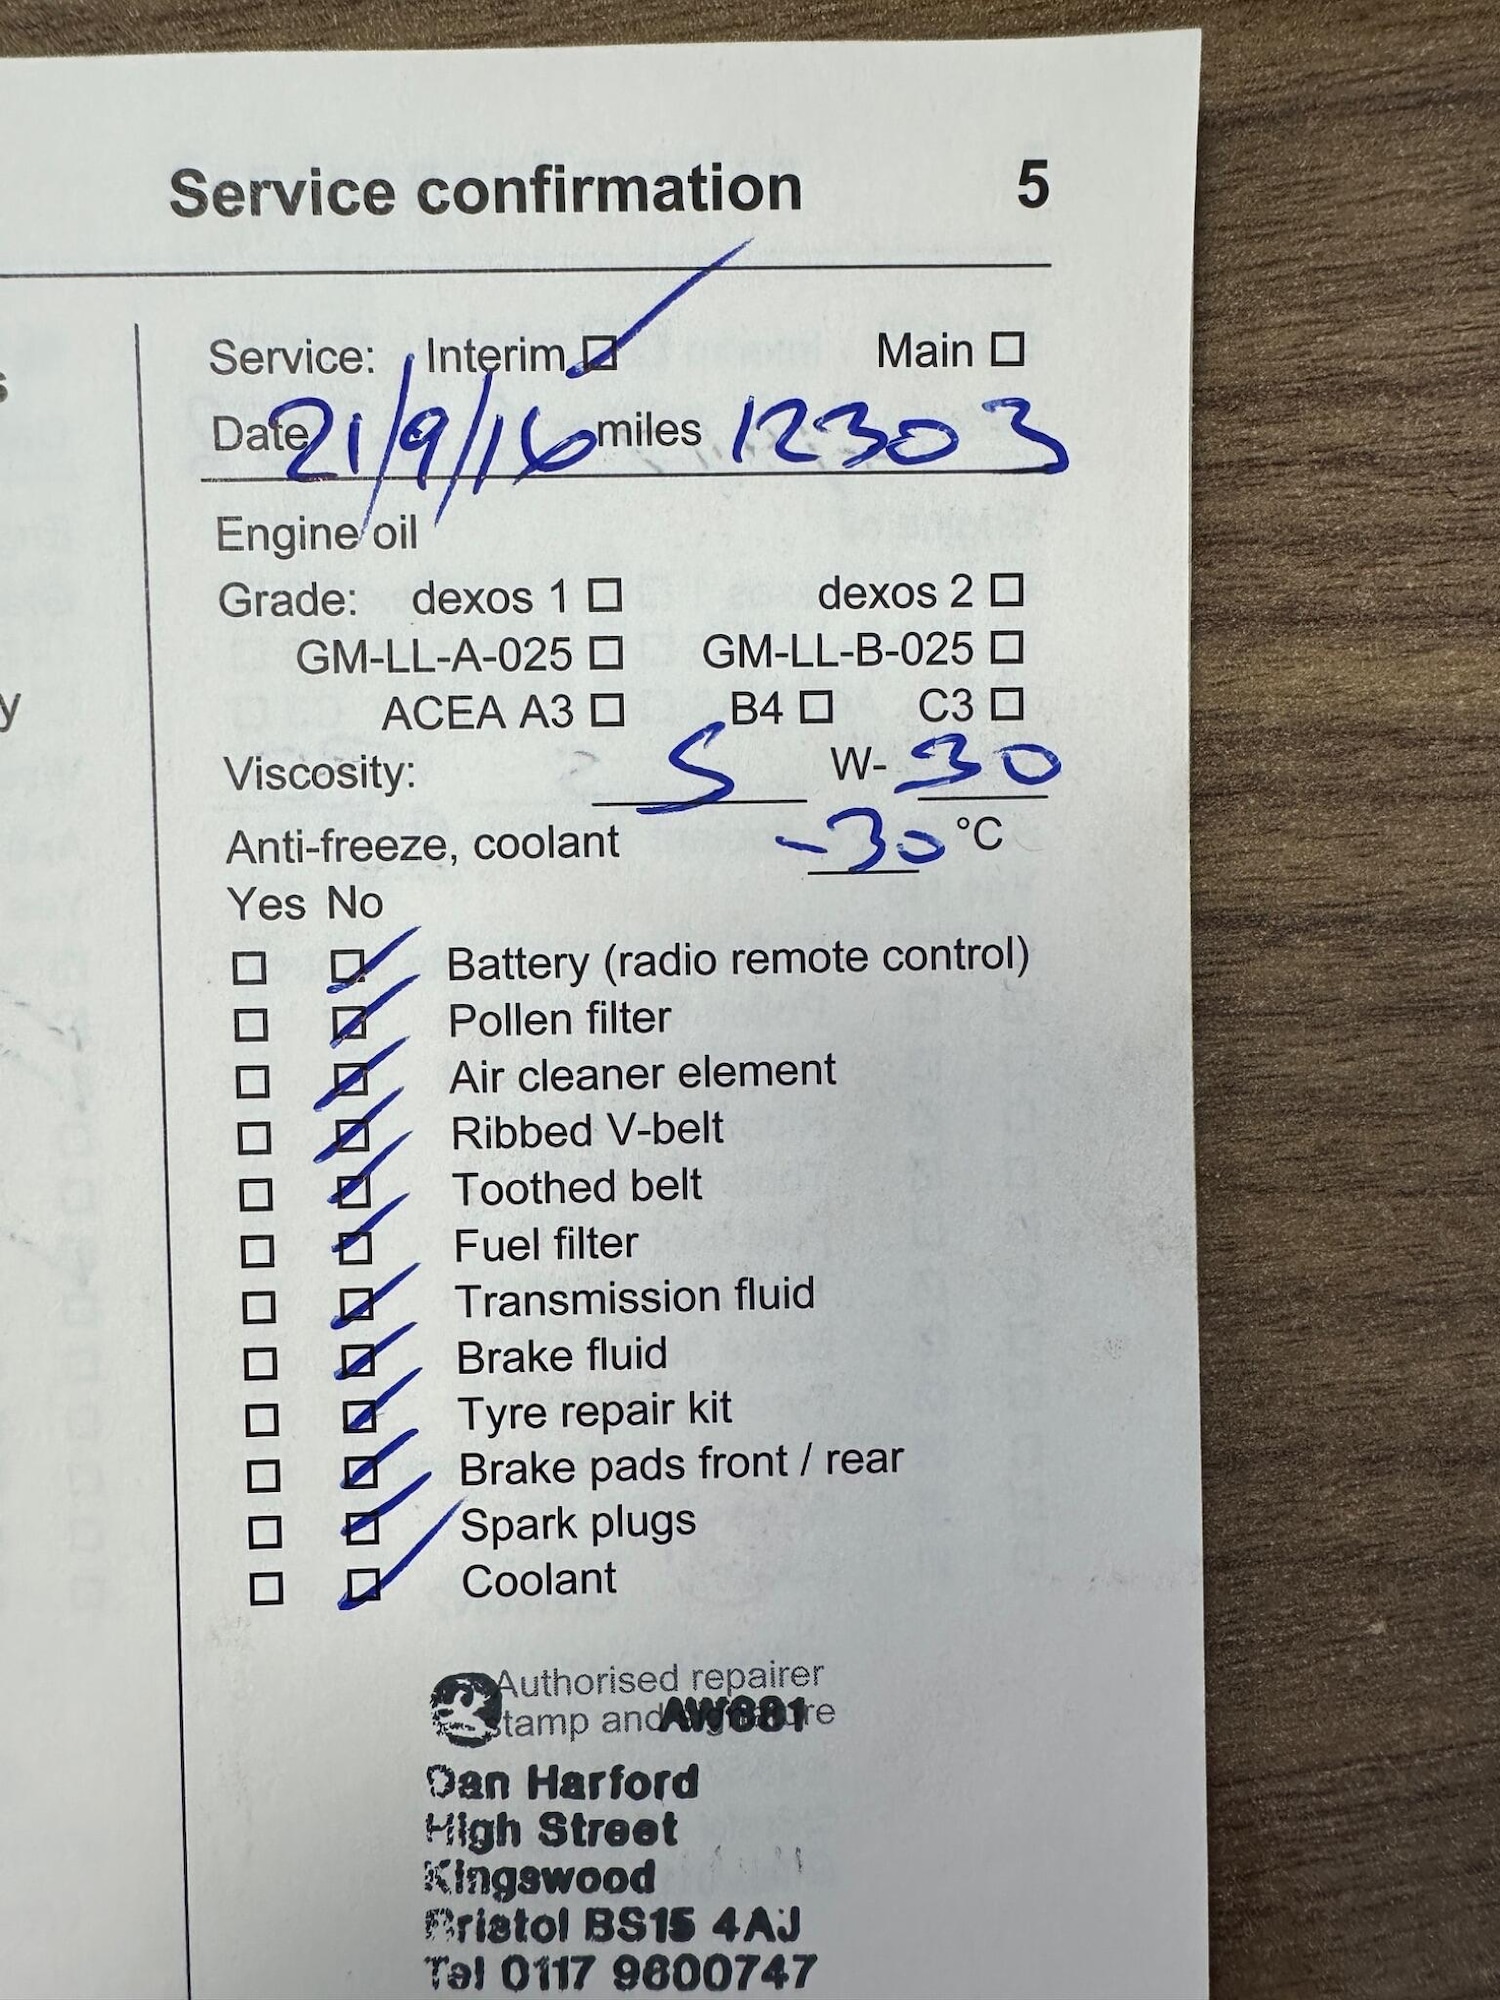 Service confirmation 5
Service: Interim Main
Date 21/9/16 miles 12303
Engine oil
Grade: dexos 1 dexos 2
GM-LL-A-025 GM-LL-B-025
ACEA A3 B4 C3
Viscosity: 5 W- 30
Anti-freeze, coolant -30 °C
Yes No
Battery (radio remote control)
Pollen filter
Air cleaner element
Ribbed V-belt
Toothed belt
Fuel filter
Transmission fluid
Brake fluid
Tyre repair kit
Brake pads front / rear
Spark plugs
Coolant
Authorised repairer
stamp and signature AW881
Dan Harford
High Street
Kingswood
Bristol BS15 4AJ
Tel 0117 9600747